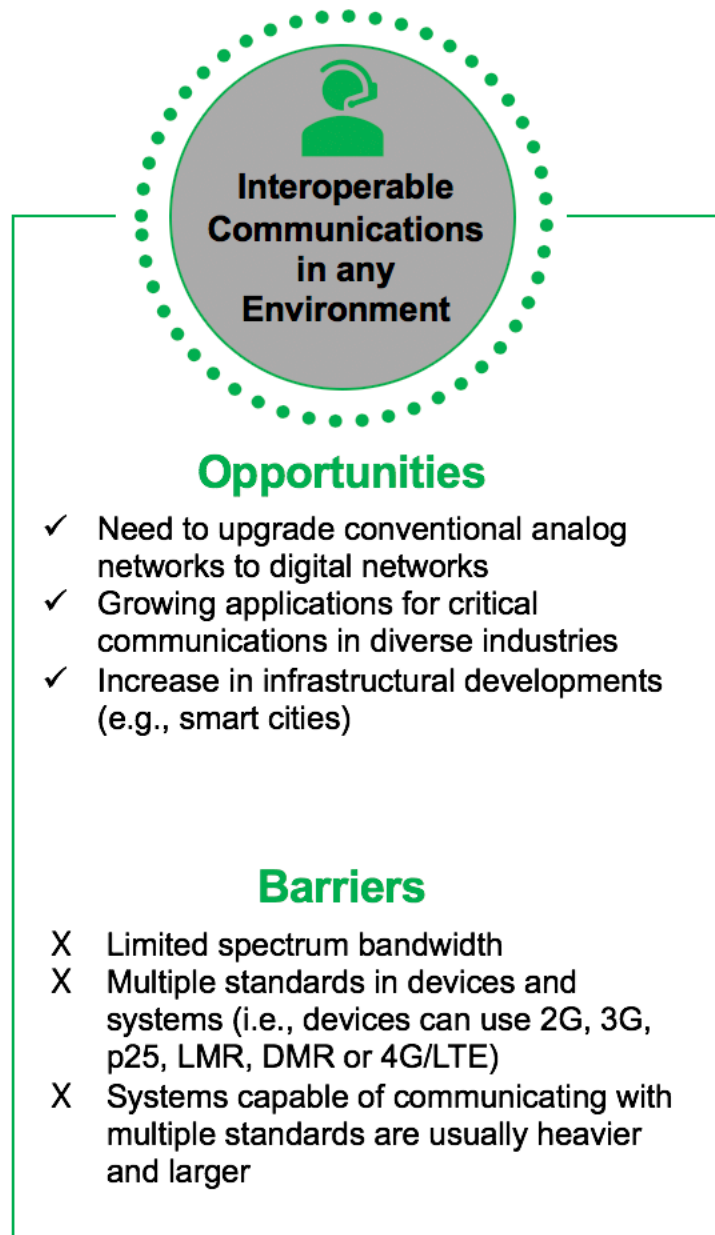 Interoperable
Communications
in any
Environment
Opportunities
✓ Need to upgrade conventional analog
networks to digital networks
✓ Growing applications for critical
communications in diverse industries
✓ Increase in infrastructural developments
(e.g., smart cities)
Barriers
X Limited spectrum bandwidth
X Multiple standards in devices and
systems (i.e., devices can use 2G, 3G,
p25, LMR, DMR or 4G/LTE)
X Systems capable of communicating with
multiple standards are usually heavier
and larger